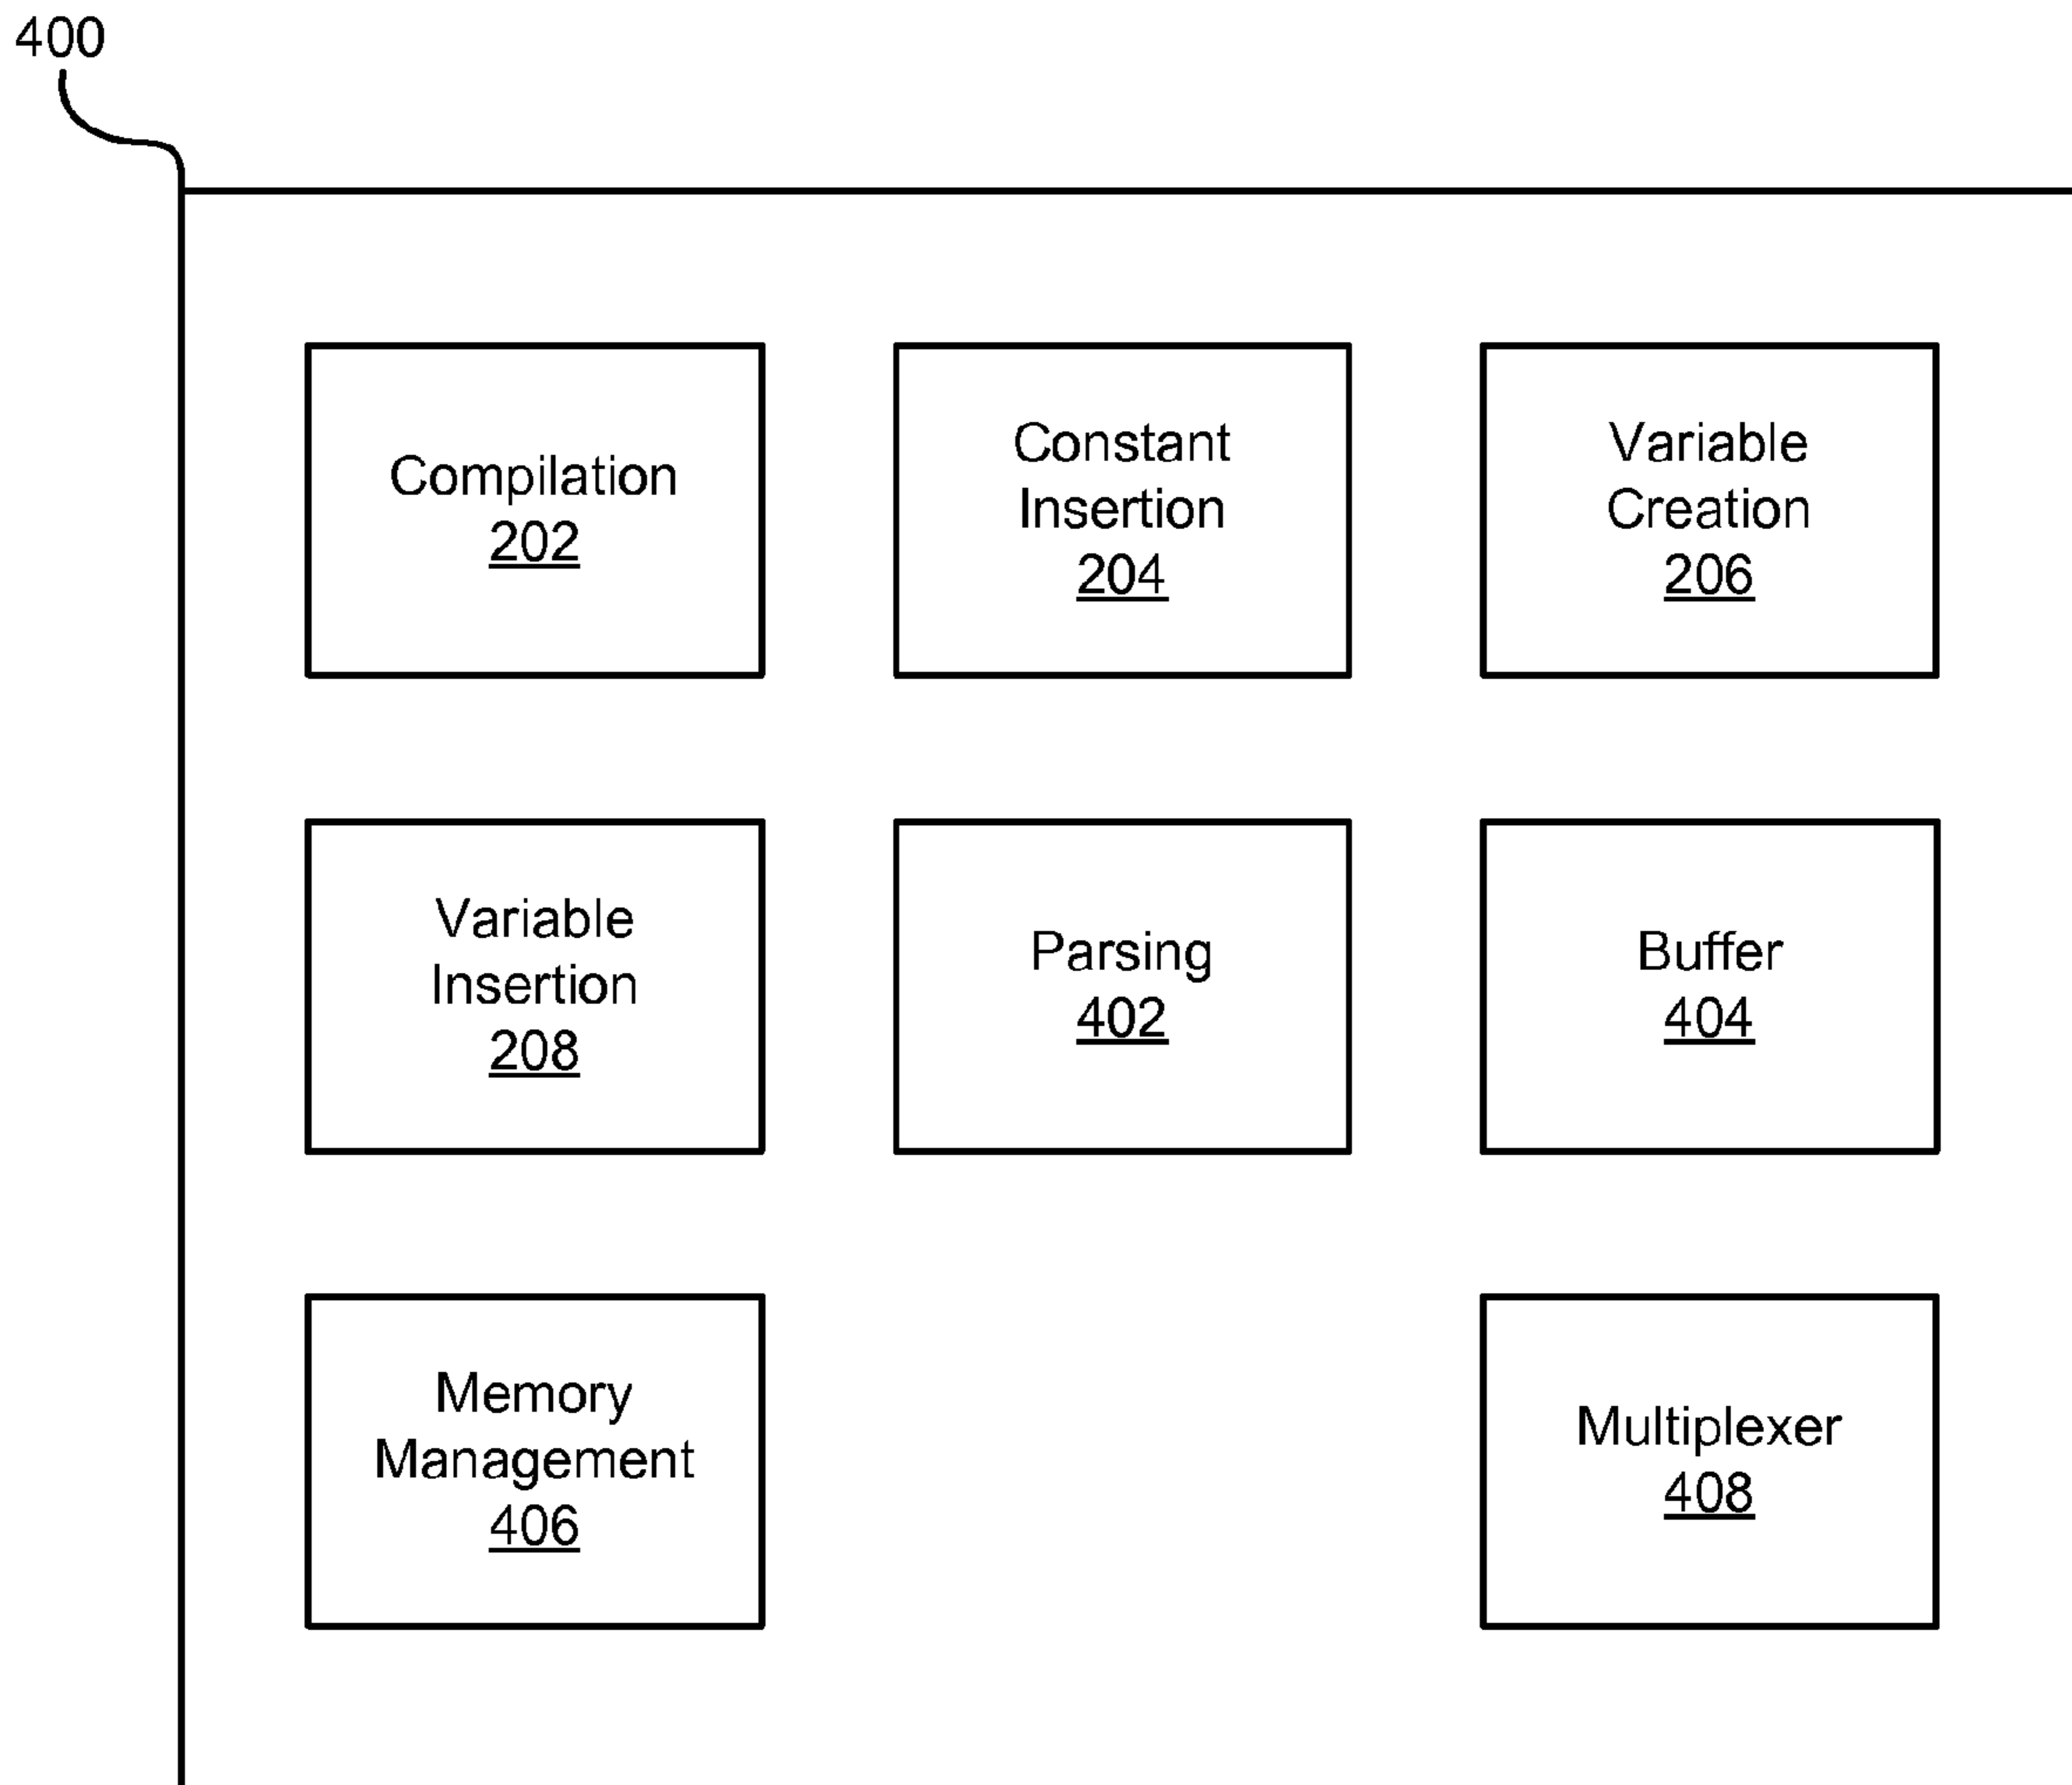 400
Compilation
202
Constant
Insertion
204
Variable
Creation
206
Variable
Insertion
208
Parsing
402
Buffer
404
Memory
Management
406
Multiplexer
408